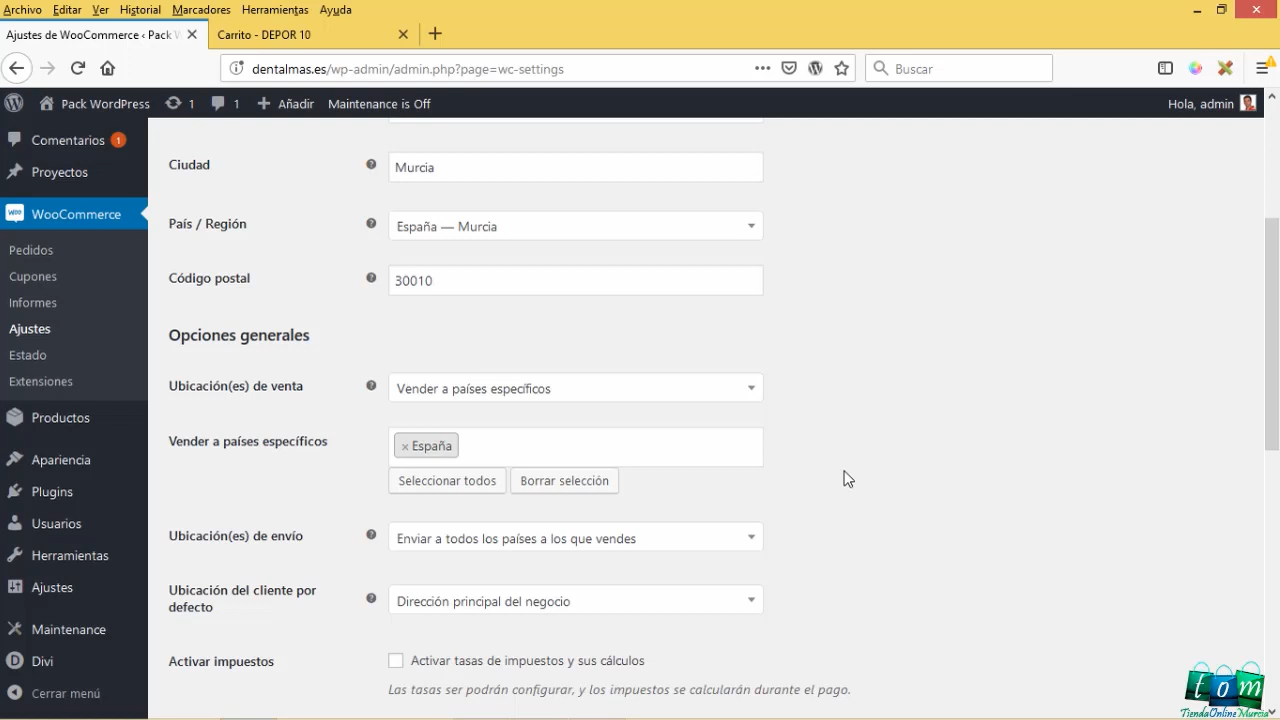 Archivo Editar Ver Historial Marcadores Herramientas Ayuda
Ajustes de WooCommerce ‹ Pack W
Carrito - DEPOR 10
dentalmas.es/wp-admin/admin.php?page=wc-settings
Buscar
Pack WordPress 1 1 Añadir Maintenance is Off Hola, admin
Comentarios 1
Proyectos
WooCommerce
Pedidos
Cupones
Informes
Ajustes
Estado
Extensiones
Productos
Apariencia
Plugins
Usuarios
Herramientas
Ajustes
Maintenance
Divi
Cerrar menú
Ciudad
Murcia
País / Región
España — Murcia
Código postal
30010
Opciones generales
Ubicación(es) de venta
Vender a países específicos
Vender a países específicos
× España
Seleccionar todos Borrar selección
Ubicación(es) de envío
Enviar a todos los países a los que vendes
Ubicación del cliente por
defecto
Dirección principal del negocio
Activar impuestos
Activar tasas de impuestos y sus cálculos
Las tasas ser podrán configurar, y los impuestos se calcularán durante el pago.
tom
TiendaOnlineMurcia